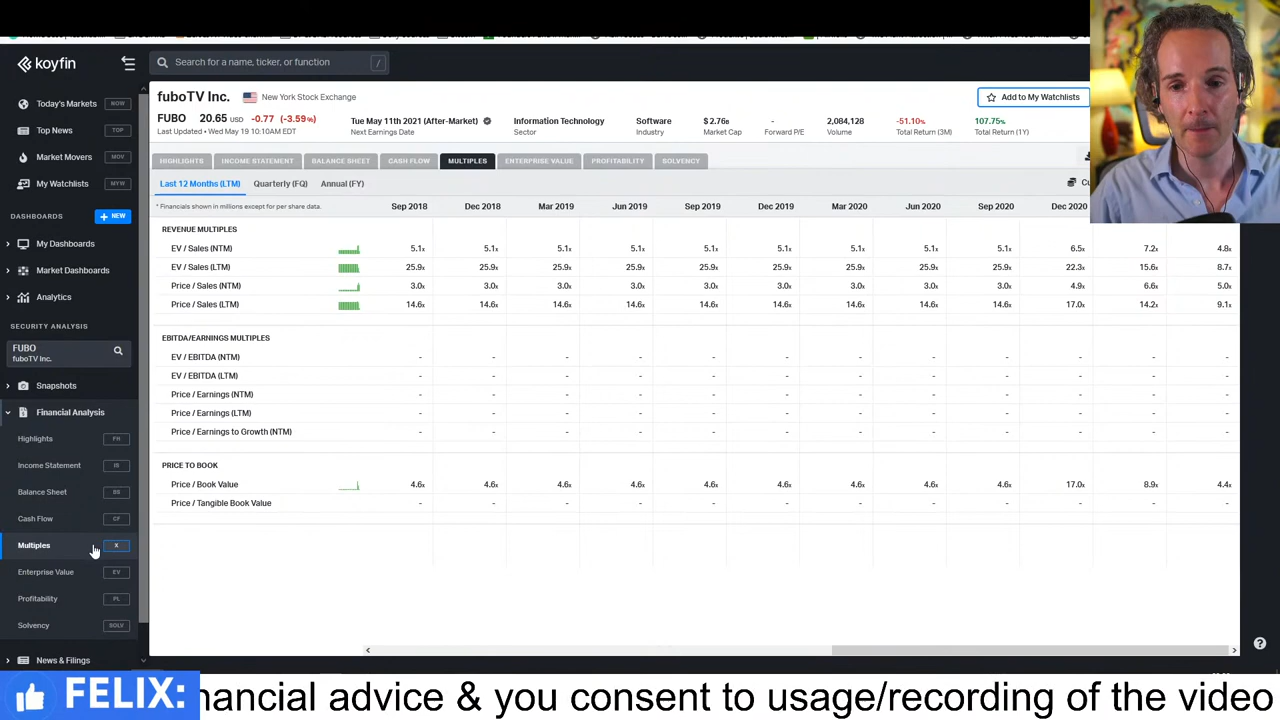 koyfin
Search for a name, ticker, or function
/
Today's Markets NOW
Top News TOP
Market Movers MOV
My Watchlists MYW
DASHBOARDS + NEW
My Dashboards
Market Dashboards
Analytics
SECURITY ANALYSIS
FUBO
fuboTV Inc.
Snapshots
Financial Analysis
Highlights FH
Income Statement IS
Balance Sheet BS
Cash Flow CF
Multiples X
Enterprise Value EV
Profitability PL
Solvency SOLV
News & Filings
fuboTV Inc. New York Stock Exchange
Add to My Watchlists
FUBO 20.65 USD -0.77 (-3.59%)
Last Updated • Wed May 19 10:10AM EDT
Tue May 11th 2021 (After-Market) Information Technology Software $ 2.76B - 2,084,128 -51.10% 107.75%
Next Earnings Date Sector Industry Market Cap Forward P/E Volume Total Return (3M) Total Return (1Y)
HIGHLIGHTS INCOME STATEMENT BALANCE SHEET CASH FLOW MULTIPLES ENTERPRISE VALUE PROFITABILITY SOLVENCY
Last 12 Months (LTM) Quarterly (FQ) Annual (FY)
* Financials shown in millions except for per share data. Sep 2018 Dec 2018 Mar 2019 Jun 2019 Sep 2019 Dec 2019 Mar 2020 Jun 2020 Sep 2020 Dec 2020
REVENUE MULTIPLES
EV / Sales (NTM) 5.1x 5.1x 5.1x 5.1x 5.1x 5.1x 5.1x 5.1x 5.1x 6.5x 7.2x 4.8x
EV / Sales (LTM) 25.9x 25.9x 25.9x 25.9x 25.9x 25.9x 25.9x 25.9x 25.9x 22.3x 15.6x 8.7x
Price / Sales (NTM) 3.0x 3.0x 3.0x 3.0x 3.0x 3.0x 3.0x 3.0x 3.0x 4.9x 6.6x 5.0x
Price / Sales (LTM) 14.6x 14.6x 14.6x 14.6x 14.6x 14.6x 14.6x 14.6x 14.6x 17.0x 14.2x 9.1x
EBITDA/EARNINGS MULTIPLES
EV / EBITDA (NTM) - - - - - - - - - - - -
EV / EBITDA (LTM) - - - - - - - - - - - -
Price / Earnings (NTM) - - - - - - - - - - - -
Price / Earnings (LTM) - - - - - - - - - - - -
Price / Earnings to Growth (NTM) - - - - - - - - - - - -
PRICE TO BOOK
Price / Book Value 4.6x 4.6x 4.6x 4.6x 4.6x 4.6x 4.6x 4.6x 4.6x 17.0x 8.9x 4.4x
Price / Tangible Book Value - - - - - - - - - - - -
FELIX: nancial advice & you consent to usage/recording of the video